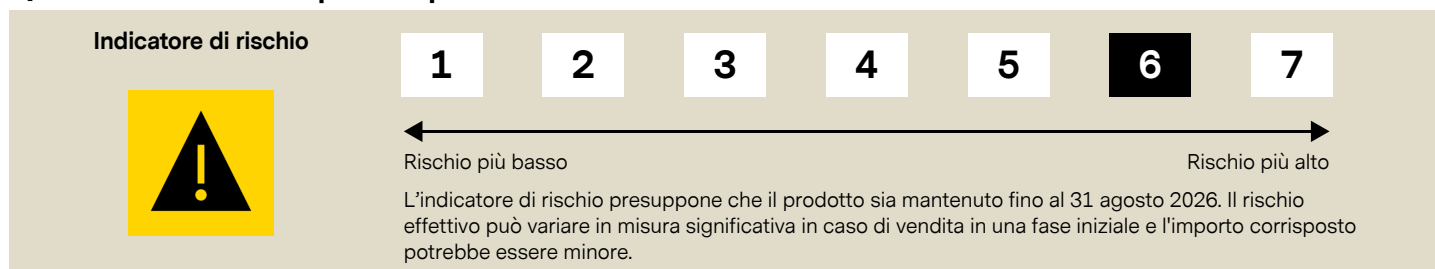 Indicatore di rischio
1 2 3 4 5 6 7
Rischio più basso Rischio più alto
L'indicatore di rischio presuppone che il prodotto sia mantenuto fino al 31 agosto 2026. Il rischio
effettivo può variare in misura significativa in caso di vendita in una fase iniziale e l'importo corrisposto
potrebbe essere minore.